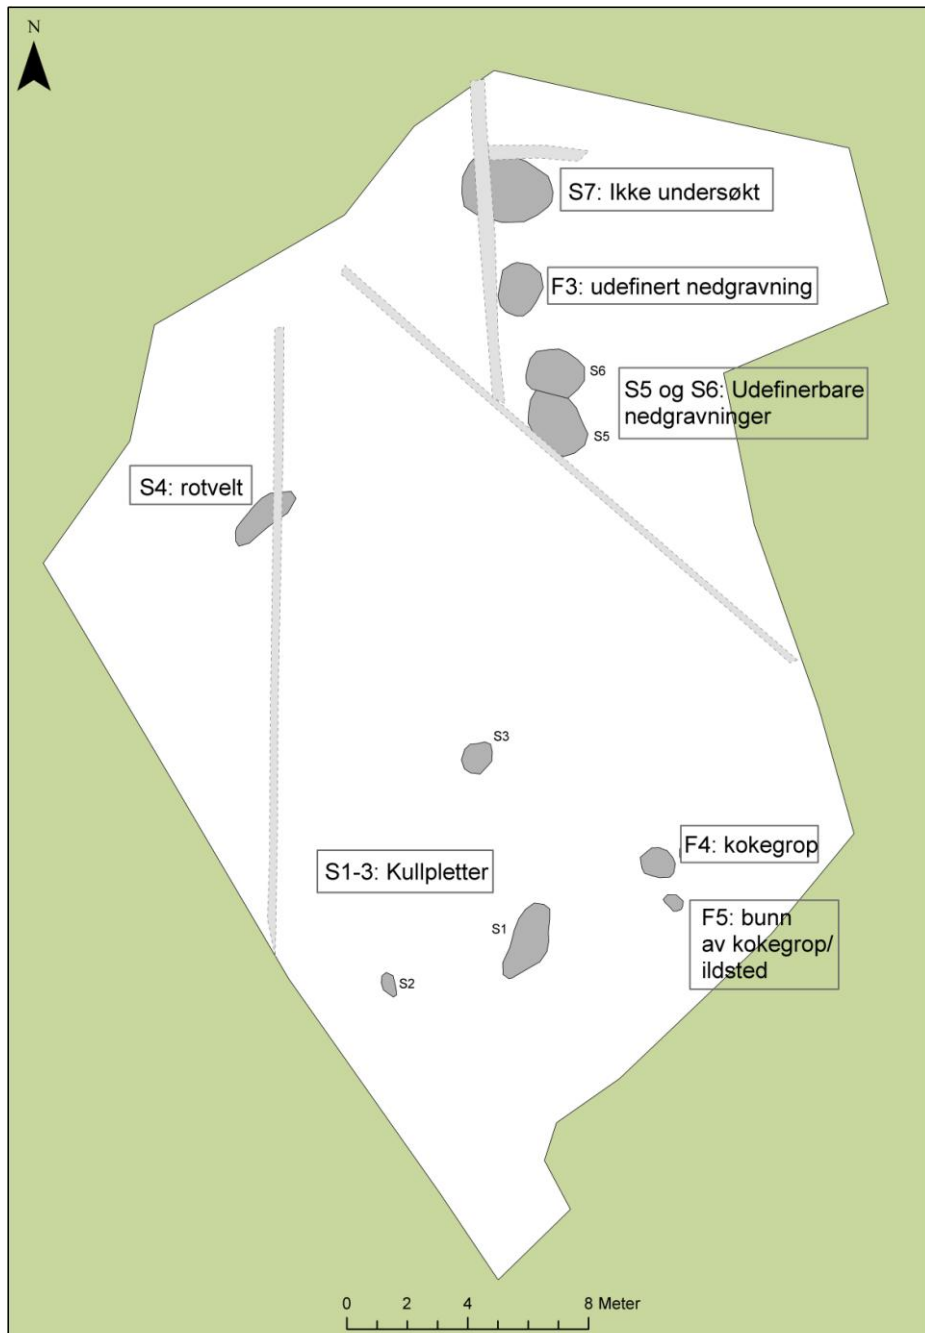 N
S7: Ikke undersøkt
F3: udefinert nedgravning
S6
S5 og S6: Udefinerbare
nedgravninger
S5
S4: rotvelt
S3
F4: kokegrop
S1-3: Kullpletter
F5: bunn
av kokegrop/
ildsted
S1
S2
0 2 4 8 Meter